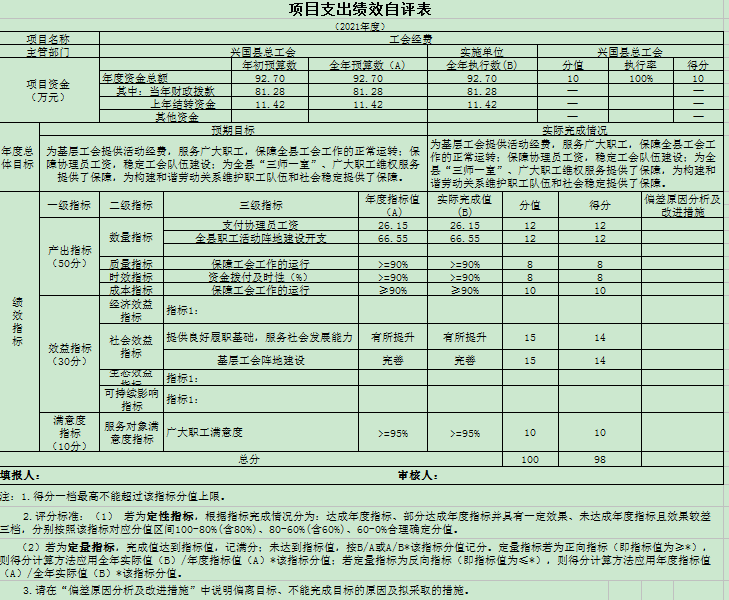 项目支出绩效自评表
（2021年度）
项目名称 工会经费
主管部门 兴国县总工会 实施单位 兴国县总工会
项目资金（万元） 年初预算数 全年预算数（A） 全年执行数(B) 分值 执行率 得分
年度资金总额 92.70 92.70 92.70 10 100% 10
其中：当年财政拨款 81.28 81.28 81.28 — —
上年结转资金 11.42 11.42 11.42 — —
其他资金 — —
年度总体目标 预期目标 实际完成情况
为基层工会提供活动经费，服务广大职工，保障全县工会工作的正常运转；保
障协理员工资，稳定工会队伍建设；为全县“三师一室”、广大职工维权服务
提供了保障，为构建和谐劳动关系维护职工队伍和社会稳定提供了保障。
为基层工会提供活动经费，服务广大职工，保障全县工会工
作的正常运转；保障协理员工资，稳定工会队伍建设；为全
县“三师一室”、广大职工维权服务提供了保障，为构建和
谐劳动关系维护职工队伍和社会稳定提供了保障。
绩效指标 一级指标 二级指标 三级指标 年度指标值（A） 实际完成值(B) 分值 得分 偏差原因分析及改进措施
产出指标（50分） 数量指标 支付协理员工资 26.15 26.15 12 12
全县职工活动阵地建设开支 66.55 66.55 12 12
质量指标 保障工会工作的运行 >=90% >=90% 8 8
时效指标 资金拨付及时性（%） >=90% >=90% 8 8
成本指标 保障工会工作的运行 ≥90% ≥90% 10 10
效益指标（30分） 经济效益指标 指标1：
社会效益指标 提供良好履职基础，服务社会发展能力 有所提升 有所提升 15 14
基层工会阵地建设 完善 完善 15 14
生态效益指标 指标1：
可持续影响指标 指标1：
满意度指标（10分） 服务对象满意度指标 广大职工满意度 >=95% >=95% 10 10
总分 100 98
填报人： 审核人：
注：1.得分一档最高不能超过该指标分值上限。
2.评分标准：（1） 若为定性指标，根据指标完成情况分为：达成年度指标、部分达成年度指标并具有一定效果、未达成年度指标且效果较差
三档，分别按照该指标对应分值区间100-80%(含80%)、80-60%(含60%)、60-0%合理确定分值。
（2）若为定量指标，完成值达到指标值，记满分；未达到指标值，按B/A或A/B*该指标分值记分。定量指标若为正向指标（即指标值为≥*），
则得分计算方法应用全年实际值（B）/年度指标值（A）*该指标分值；若定量指标为反向指标（即指标值为≤*），则得分计算方法应用年度指标值
（A）/全年实际值（B）*该指标分值。
3.请在“偏差原因分析及改进措施”中说明偏离目标、不能完成目标的原因及拟采取的措施。